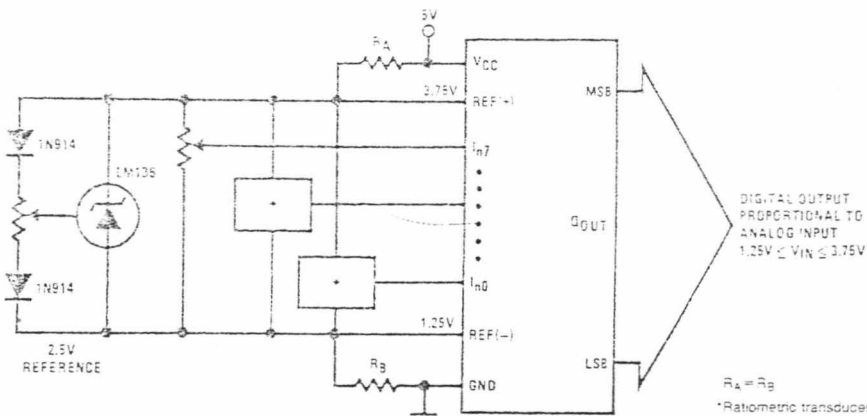 5V
RA
VCC
3.75V
REF(+)
MSB
1N914
In7
LM136
DIGITAL OUTPUT
PROPORTIONAL TO
ANALOG INPUT
1.25V ≤ VIN ≤ 3.75V
QOUT
*
*
1N914
In0
1.25V
REF(−)
2.5V
REFERENCE
RB
GND
LSB
RA = RB
*Ratiometric transducer